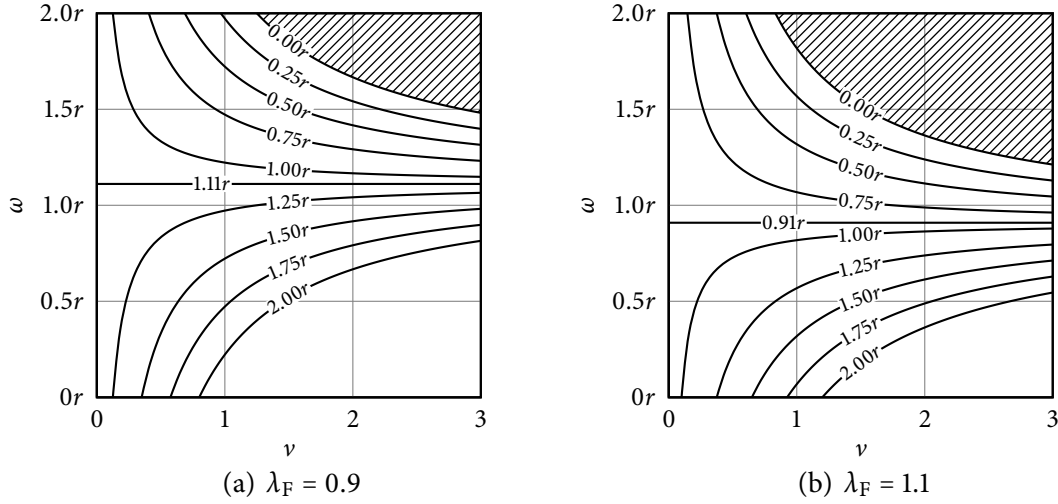 2.0r
1.5r
1.0r
0.5r
0r
ω
0.00r
0.25r
0.50r
0.75r
1.00r
1.11r
1.25r
1.50r
1.75r
2.00r
0 1 2 3
ν
(a) λF = 0.9
2.0r
1.5r
1.0r
0.5r
0r
ω
0.00r
0.25r
0.50r
0.75r
0.91r
1.00r
1.25r
1.50r
1.75r
2.00r
0 1 2 3
ν
(b) λF = 1.1